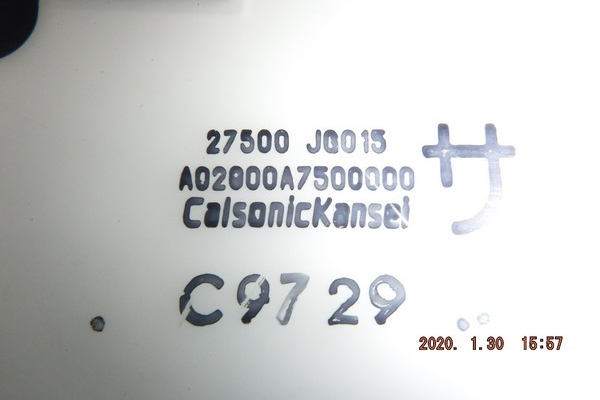 27500 JQ015
A02000A7500000
CalsonicKansei
サ
C9729
2020. 1.30 15:57